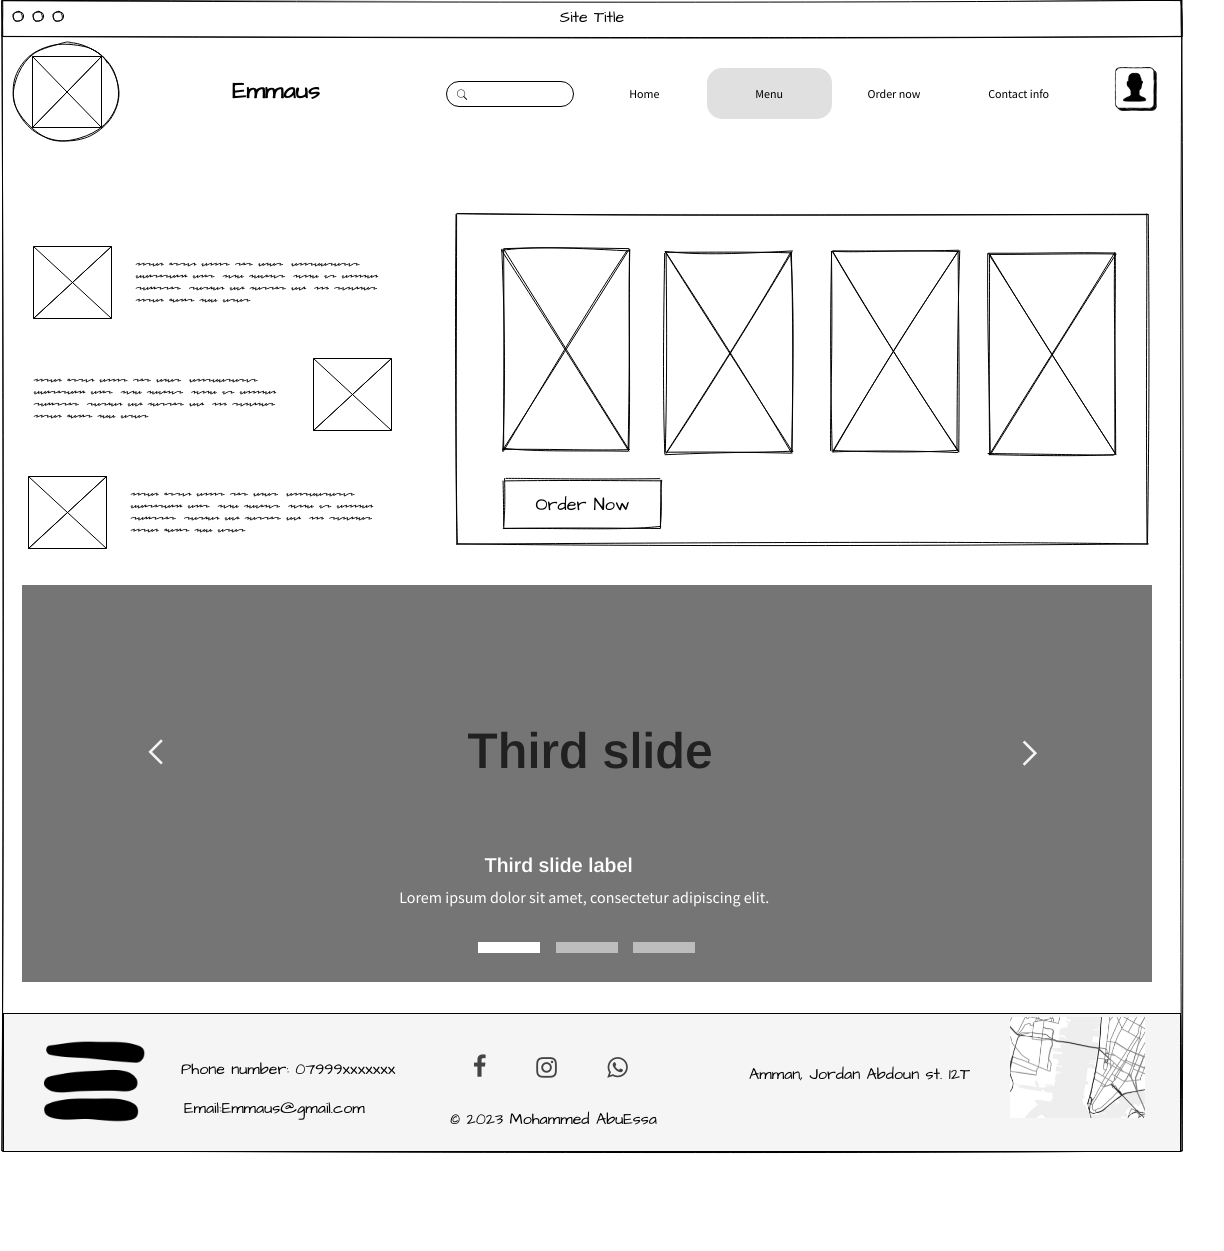 Site Title
Emmaus
Home
Menu
Order now
Contact info
Order Now
Third slide
Third slide label
Lorem ipsum dolor sit amet, consectetur adipiscing elit.
Phone number: 07999xxxxxxx
Email:Emmaus@gmail.com
© 2023 Mohammed AbuEssa
Amman, Jordan Abdoun st. 12T